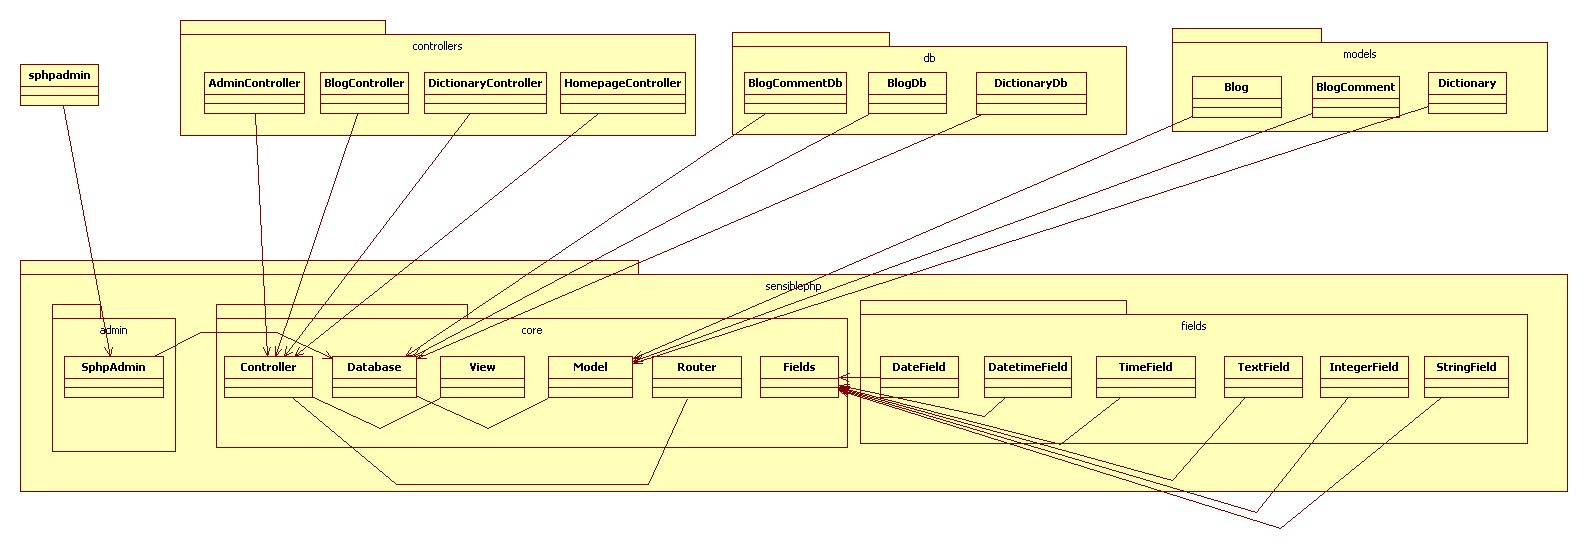 controllers
db
models
sphpadmin
AdminController
BlogController
DictionaryController
HomepageController
BlogCommentDb
BlogDb
DictionaryDb
Blog
BlogComment
Dictionary
sensiblephp
admin
core
fields
SphpAdmin
Controller
Database
View
Model
Router
Fields
DateField
DatetimeField
TimeField
TextField
IntegerField
StringField